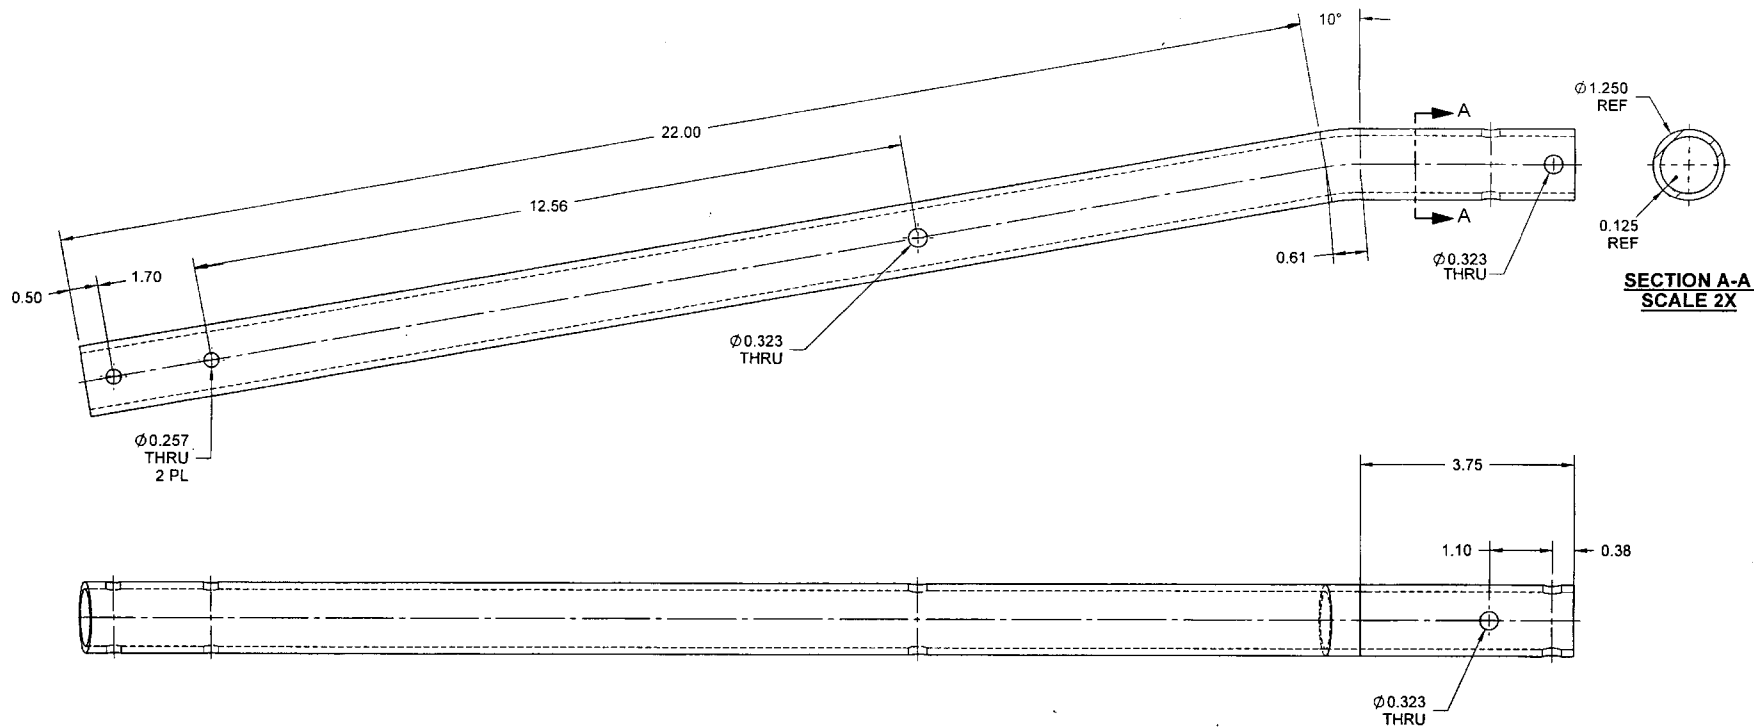 10°
22.00
12.56
1.70
0.50
Ø0.257
THRU
2 PL
Ø0.323
THRU
0.61
A
A
Ø0.323
THRU
Ø1.250
REF
0.125
REF
SECTION A-A
SCALE 2X
3.75
1.10
0.38
Ø0.323
THRU